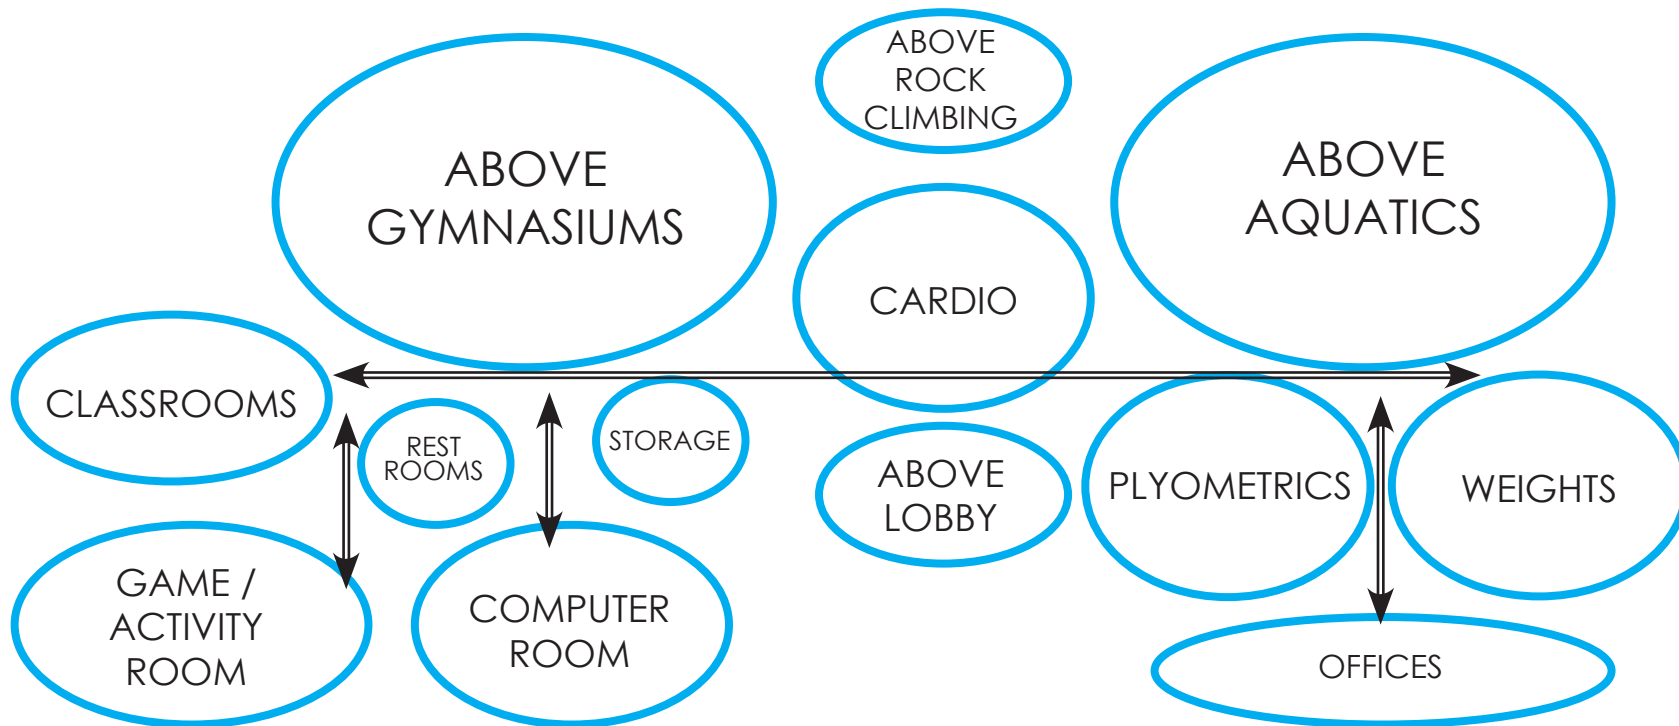 ABOVE
ROCK
CLIMBING
ABOVE
GYMNASIUMS
ABOVE
AQUATICS
CARDIO
CLASSROOMS
REST
ROOMS
STORAGE
ABOVE
LOBBY
PLYOMETRICS
WEIGHTS
GAME /
ACTIVITY
ROOM
COMPUTER
ROOM
OFFICES